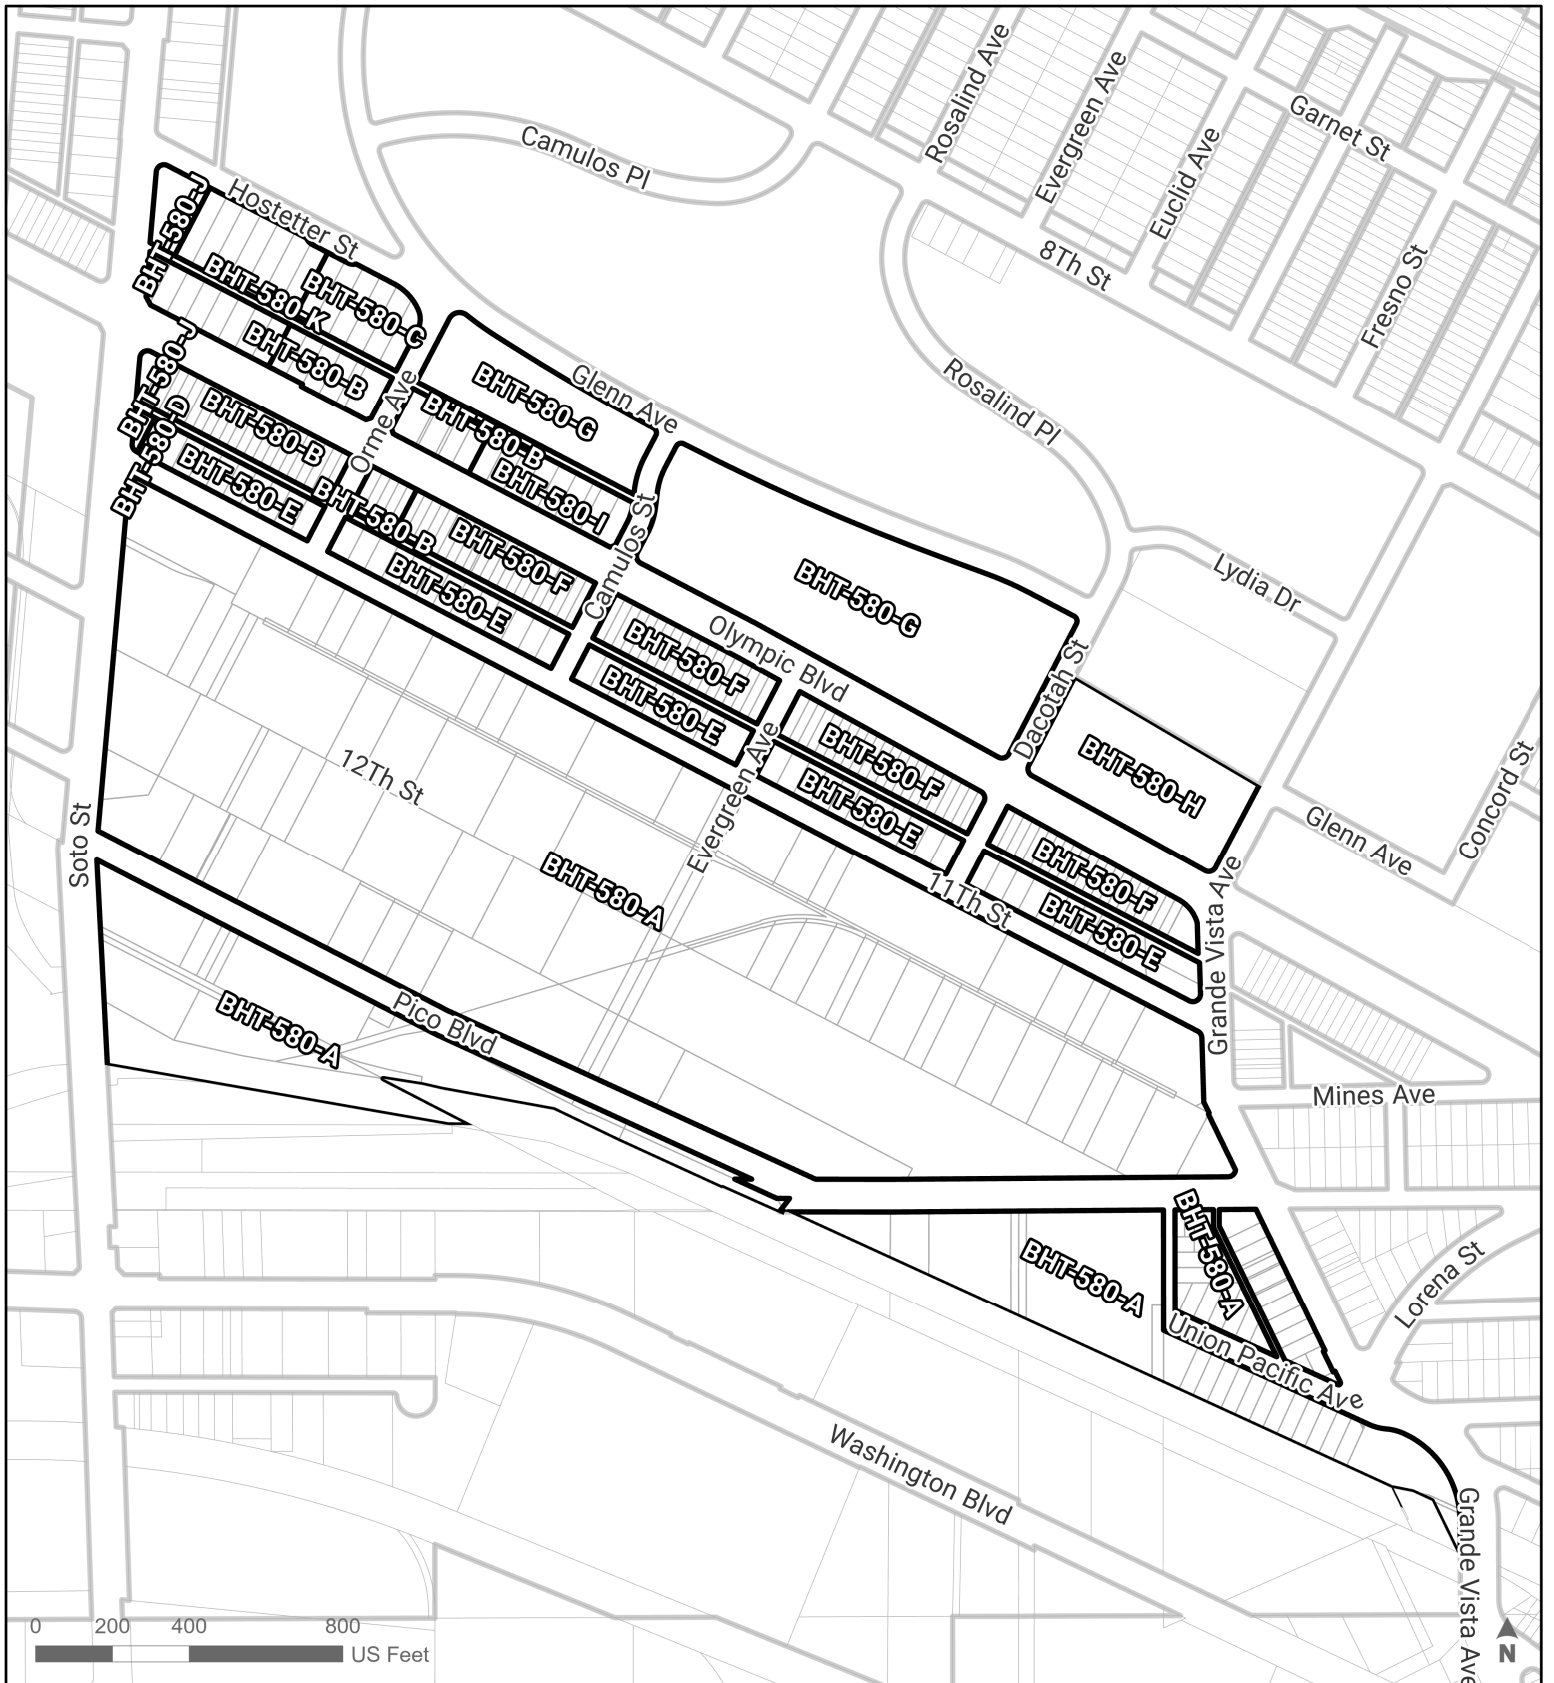 Rosalind Ave
Evergreen Ave
Euclid Ave
Garnet St
Camulos Pl
8Th St
Fresno St
Hostetter St
BHT-580-J
BHT-580-K
BHT-580-C
BHT-580-B
BHT-580-J
BHT-580-D
BHT-580-B
BHT-580-E
Orme Ave
BHT-580-G
Glenn Ave
BHT-580-B
BHT-580-I
Rosalind Pl
BHT-580-B
BHT-580-F
BHT-580-E
Camulos St
BHT-580-G
Lydia Dr
Olympic Blvd
BHT-580-F
BHT-580-E
Dacotah St
BHT-580-H
BHT-580-F
BHT-580-E
Evergreen Ave
12Th St
Soto St
Glenn Ave
Concord St
BHT-580-F
BHT-580-E
11Th St
BHT-580-A
Grande Vista Ave
BHT-580-A
Pico Blvd
Mines Ave
BHT-580-A
BHT-580-A
Lorena St
Union Pacific Ave
Washington Blvd
Grande Vista Ave
0 200 400 800
US Feet
N